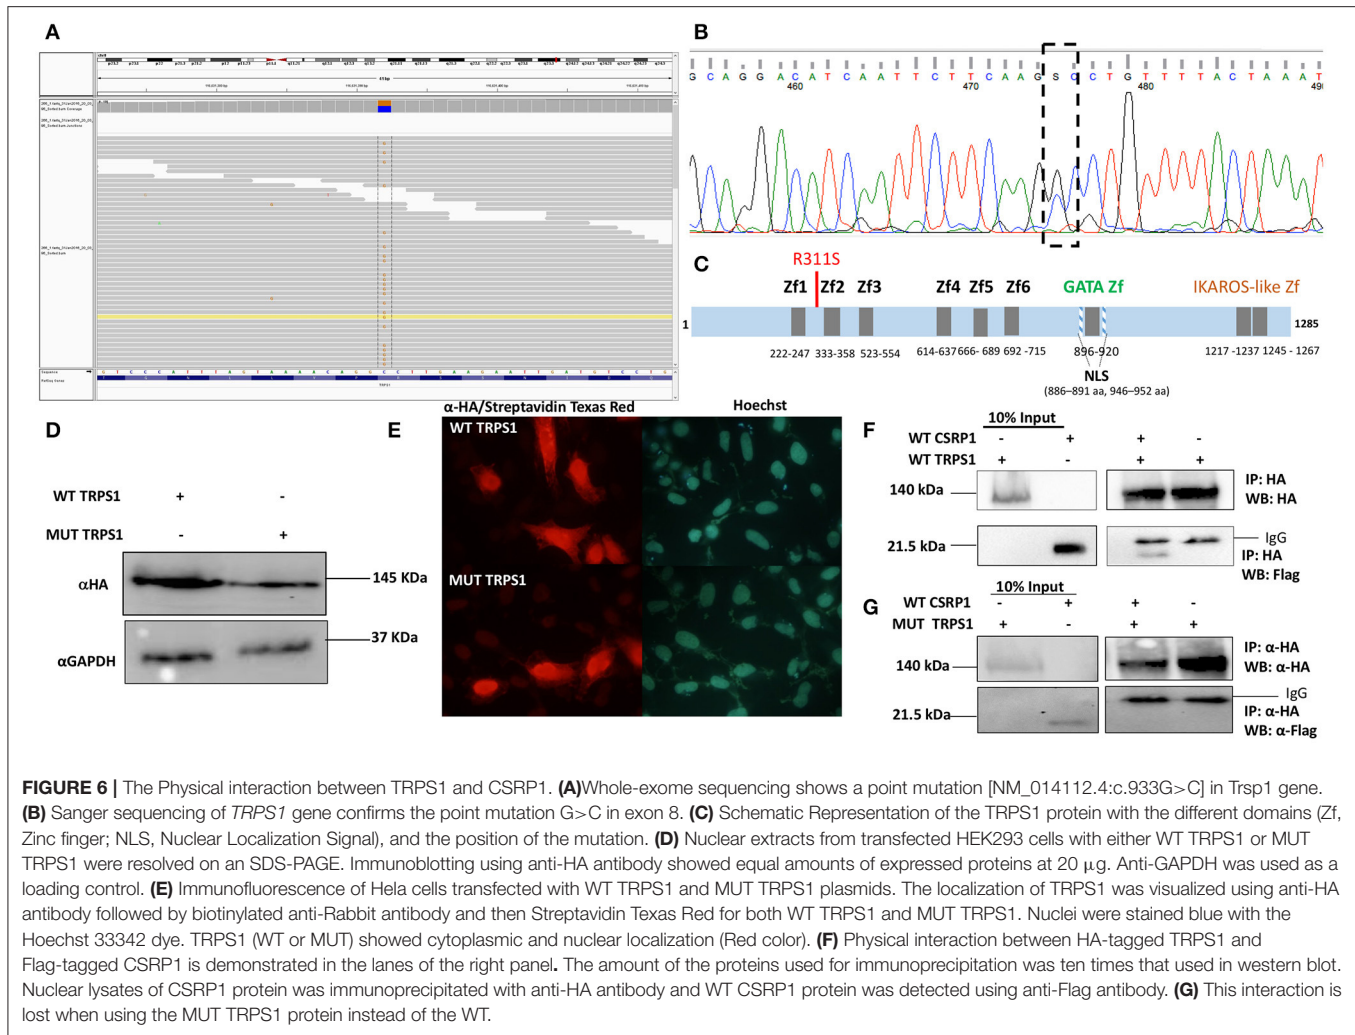 A
B
GCAGGACATCAATTCTTCAAGSCCTGTTTTACTAAAT
460 470 480 490
C
R311S
Zf1 Zf2 Zf3 Zf4 Zf5 Zf6 GATA Zf IKAROS-like Zf
1 1285
222-247 333-358 523-554 614-637 666- 689 692 -715 896-920 1217 -1237 1245 - 1267
NLS
(886–891 aa, 946–952 aa)
D
WT TRPS1 + -
MUT TRPS1 - +
αHA
145 KDa
αGAPDH
37 KDa
E
α-HA/Streptavidin Texas Red Hoechst
WT TRPS1
MUT TRPS1
F
10% Input
WT CSRP1 - + + -
WT TRPS1 + - + +
140 kDa
IP: HA
WB: HA
21.5 kDa
IgG
IP: HA
WB: Flag
G
10% Input
WT CSRP1 - + + -
MUT TRPS1 + - + +
140 kDa
IP: α-HA
WB: α-HA
21.5 kDa
IgG
IP: α-HA
WB: α-Flag
FIGURE 6 | The Physical interaction between TRPS1 and CSRP1. (A)Whole-exome sequencing shows a point mutation [NM_014112.4:c.933G>C] in Trsp1 gene.
(B) Sanger sequencing of TRPS1 gene confirms the point mutation G>C in exon 8. (C) Schematic Representation of the TRPS1 protein with the different domains (Zf,
Zinc finger; NLS, Nuclear Localization Signal), and the position of the mutation. (D) Nuclear extracts from transfected HEK293 cells with either WT TRPS1 or MUT
TRPS1 were resolved on an SDS-PAGE. Immunoblotting using anti-HA antibody showed equal amounts of expressed proteins at 20 μg. Anti-GAPDH was used as a
loading control. (E) Immunofluorescence of Hela cells transfected with WT TRPS1 and MUT TRPS1 plasmids. The localization of TRPS1 was visualized using anti-HA
antibody followed by biotinylated anti-Rabbit antibody and then Streptavidin Texas Red for both WT TRPS1 and MUT TRPS1. Nuclei were stained blue with the
Hoechst 33342 dye. TRPS1 (WT or MUT) showed cytoplasmic and nuclear localization (Red color). (F) Physical interaction between HA-tagged TRPS1 and
Flag-tagged CSRP1 is demonstrated in the lanes of the right panel. The amount of the proteins used for immunoprecipitation was ten times that used in western blot.
Nuclear lysates of CSRP1 protein was immunoprecipitated with anti-HA antibody and WT CSRP1 protein was detected using anti-Flag antibody. (G) This interaction is
lost when using the MUT TRPS1 protein instead of the WT.